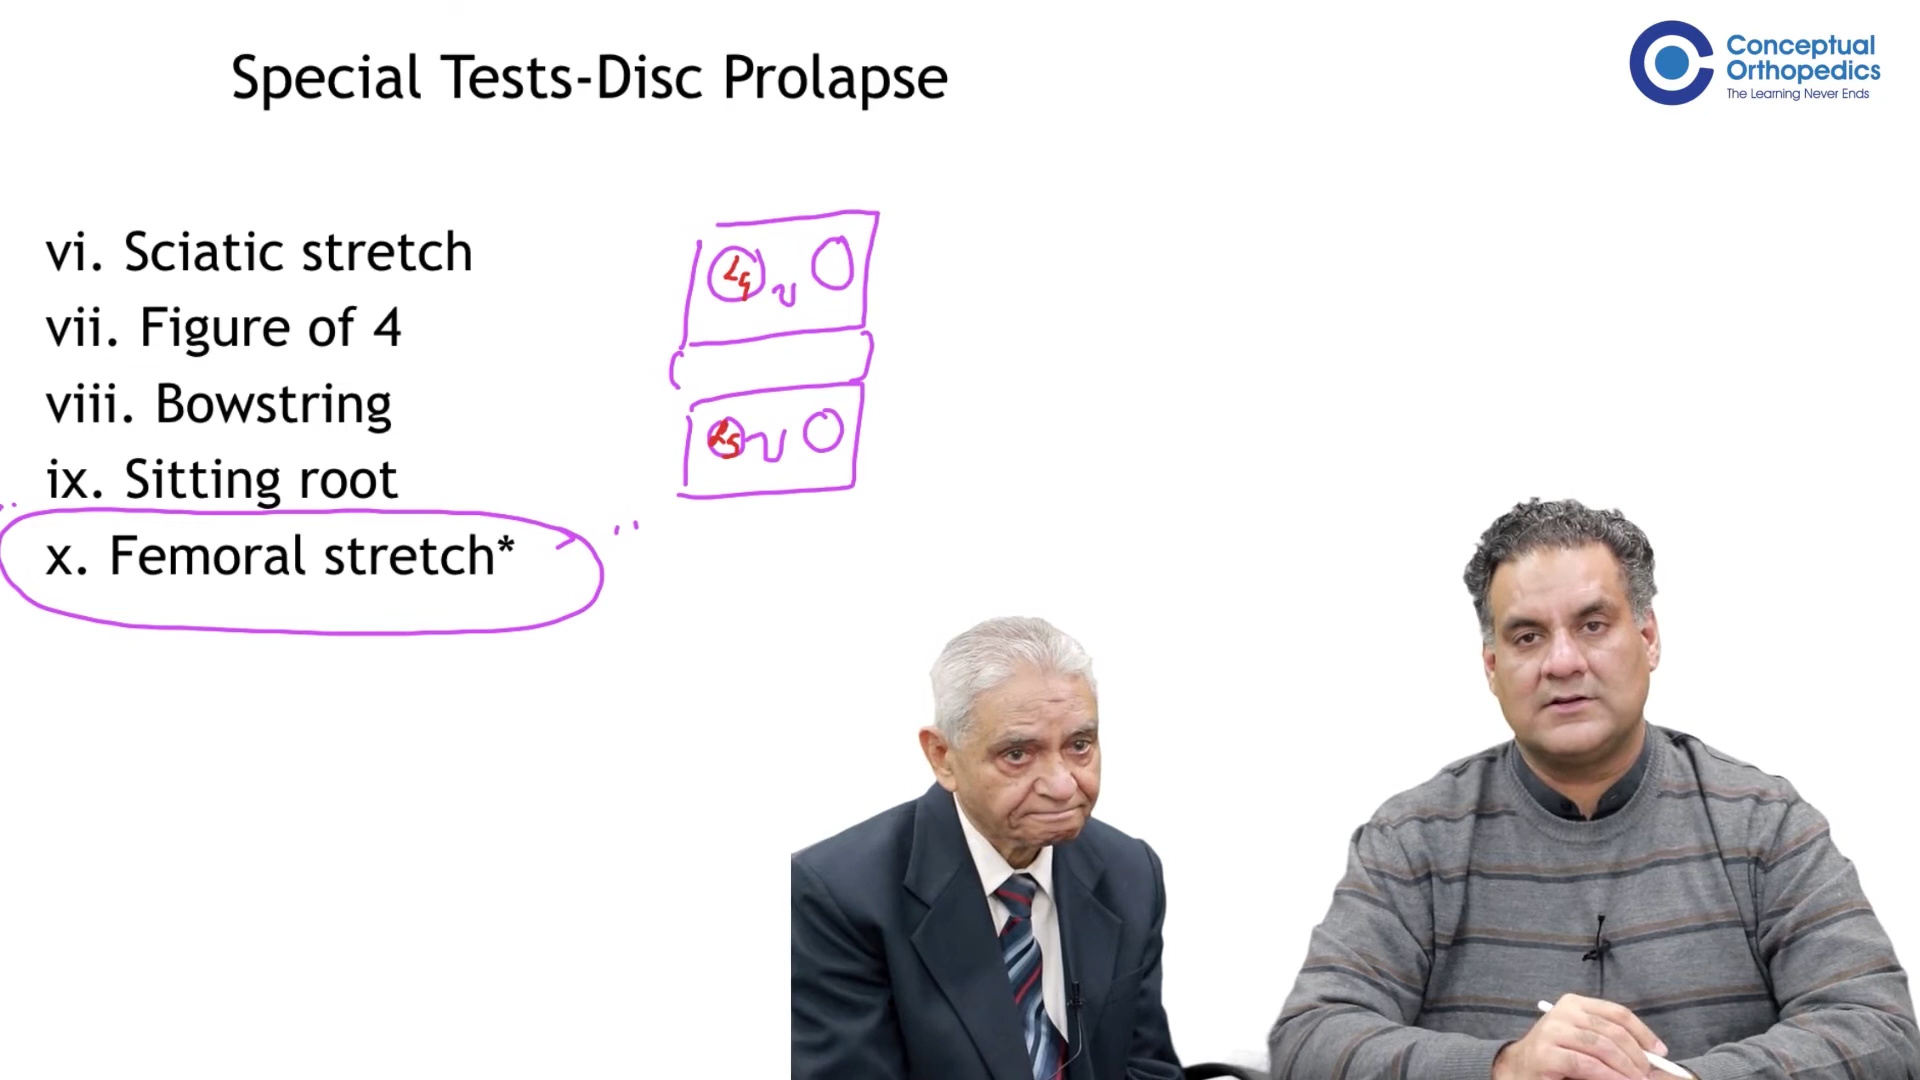 Special Tests-Disc Prolapse
Conceptual
Orthopedics
The Learning Never Ends
vi. Sciatic stretch
vii. Figure of 4
viii. Bowstring
ix. Sitting root
x. Femoral stretch*
L4
L5